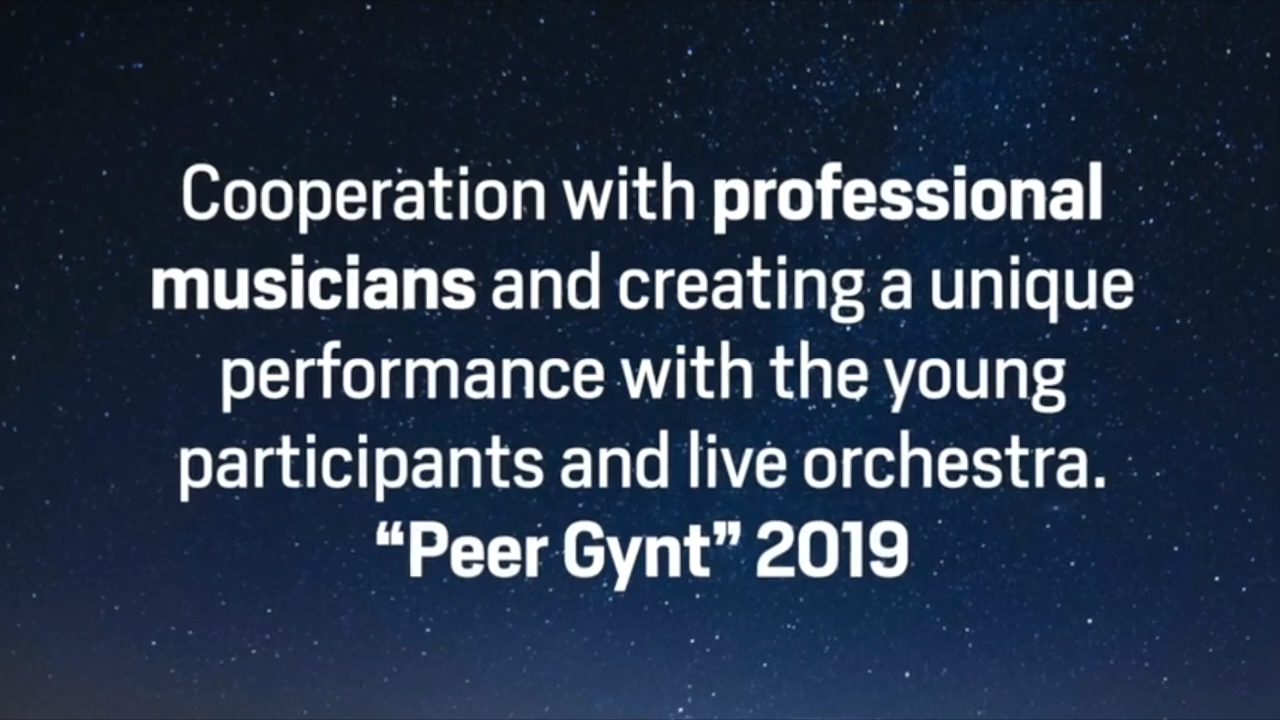 Cooperation with professional
musicians and creating a unique
performance with the young
participants and live orchestra.
“Peer Gynt” 2019